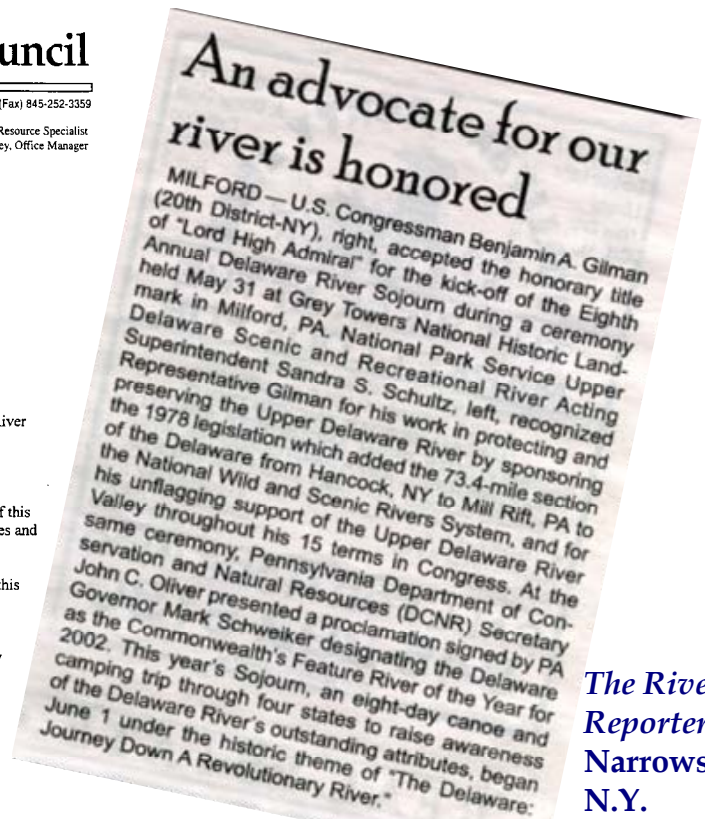 uncil
(Fax) 845-252-3359
Resource Specialist
ey, Office Manager
iver
f this
es and
this
An advocate for our
river is honored
MILFORD — U.S. Congressman Benjamin A. Gilman
(20th District-NY), right, accepted the honorary title
of "Lord High Admiral" for the kick-off of the Eighth
Annual Delaware River Sojourn during a ceremony
held May 31 at Grey Towers National Historic Land-
mark in Milford, PA. National Park Service Upper
Delaware Scenic and Recreational River Acting
Superintendent Sandra S. Schultz, left, recognized
Representative Gilman for his work in protecting and
preserving the Upper Delaware River by sponsoring
the 1978 legislation which added the 73.4-mile section
of the Delaware from Hancock, NY to Mill Rift, PA to
the National Wild and Scenic Rivers System, and for
his unflagging support of the Upper Delaware River
Valley throughout his 15 terms in Congress. At the
same ceremony, Pennsylvania Department of Con-
servation and Natural Resources (DCNR) Secretary
John C. Oliver presented a proclamation signed by PA
Governor Mark Schweiker designating the Delaware
as the Commonwealth's Feature River of the Year for
2002. This year's Sojourn, an eight-day canoe and
camping trip through four states to raise awareness
of the Delaware River's outstanding attributes, began
June 1 under the historic theme of "The Delaware:
Journey Down A Revolutionary River."
The Rive
Reporter
Narrows
N.Y.